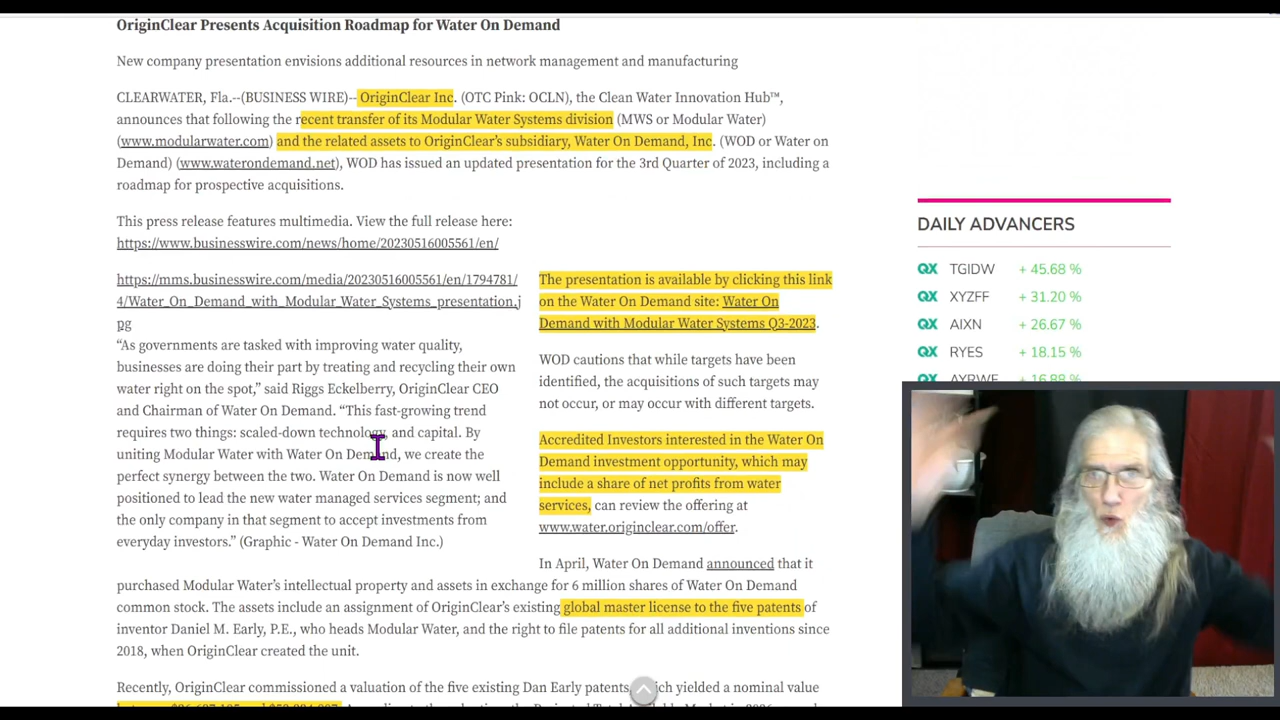 OriginClear Presents Acquisition Roadmap for Water On Demand
New company presentation envisions additional resources in network management and manufacturing
CLEARWATER, Fla.--(BUSINESS WIRE)-- OriginClear Inc. (OTC Pink: OCLN), the Clean Water Innovation Hub™,
announces that following the recent transfer of its Modular Water Systems division (MWS or Modular Water)
(www.modularwater.com) and the related assets to OriginClear's subsidiary, Water On Demand, Inc. (WOD or Water on
Demand) (www.waterondemand.net), WOD has issued an updated presentation for the 3rd Quarter of 2023, including a
roadmap for prospective acquisitions.
This press release features multimedia. View the full release here:
https://www.businesswire.com/news/home/20230516005561/en/
https://mms.businesswire.com/media/20230516005561/en/1794781/
4/Water_On_Demand_with_Modular_Water_Systems_presentation.j
pg
“As governments are tasked with improving water quality,
businesses are doing their part by treating and recycling their own
water right on the spot,” said Riggs Eckelberry, OriginClear CEO
and Chairman of Water On Demand. “This fast-growing trend
requires two things: scaled-down technology, and capital. By
uniting Modular Water with Water On Demand, we create the
perfect synergy between the two. Water On Demand is now well
positioned to lead the new water managed services segment; and
the only company in that segment to accept investments from
everyday investors.” (Graphic - Water On Demand Inc.)
The presentation is available by clicking this link
on the Water On Demand site: Water On
Demand with Modular Water Systems Q3-2023.
WOD cautions that while targets have been
identified, the acquisitions of such targets may
not occur, or may occur with different targets.
Accredited Investors interested in the Water On
Demand investment opportunity, which may
include a share of net profits from water
services, can review the offering at
www.water.originclear.com/offer.
In April, Water On Demand announced that it
purchased Modular Water's intellectual property and assets in exchange for 6 million shares of Water On Demand
common stock. The assets include an assignment of OriginClear's existing global master license to the five patents of
inventor Daniel M. Early, P.E., who heads Modular Water, and the right to file patents for all additional inventions since
2018, when OriginClear created the unit.
Recently, OriginClear commissioned a valuation of the five existing Dan Early patents, which yielded a nominal value
DAILY ADVANCERS
QX TGIDW + 45.68 %
QX XYZFF + 31.20 %
QX AIXN + 26.67 %
QX RYES + 18.15 %
QX AYRWF + 16.88 %